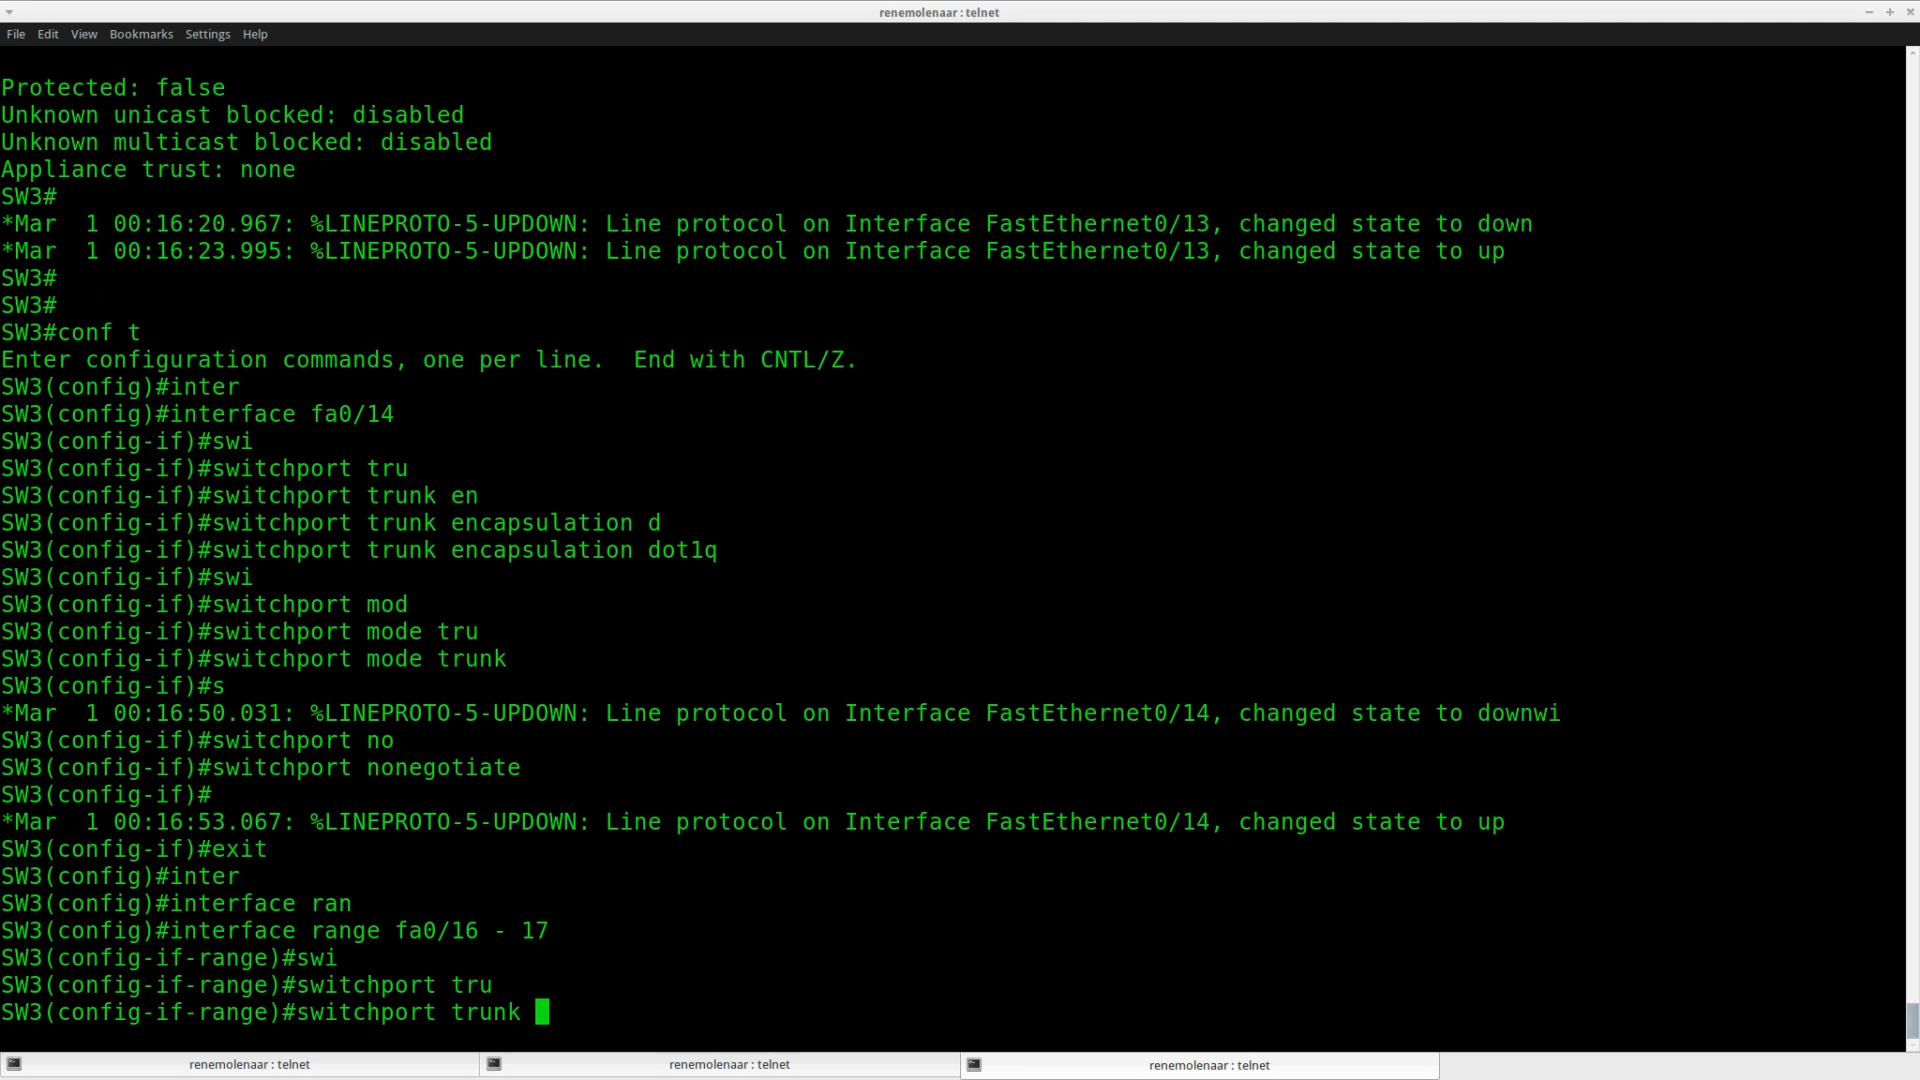 renemolenaar : telnet
File Edit View Bookmarks Settings Help
Protected: false
Unknown unicast blocked: disabled
Unknown multicast blocked: disabled
Appliance trust: none
SW3#
*Mar  1 00:16:20.967: %LINEPROTO-5-UPDOWN: Line protocol on Interface FastEthernet0/13, changed state to down
*Mar  1 00:16:23.995: %LINEPROTO-5-UPDOWN: Line protocol on Interface FastEthernet0/13, changed state to up
SW3#
SW3#
SW3#conf t
Enter configuration commands, one per line.  End with CNTL/Z.
SW3(config)#inter
SW3(config)#interface fa0/14
SW3(config-if)#swi
SW3(config-if)#switchport tru
SW3(config-if)#switchport trunk en
SW3(config-if)#switchport trunk encapsulation d
SW3(config-if)#switchport trunk encapsulation dot1q
SW3(config-if)#swi
SW3(config-if)#switchport mod
SW3(config-if)#switchport mode tru
SW3(config-if)#switchport mode trunk
SW3(config-if)#s
*Mar  1 00:16:50.031: %LINEPROTO-5-UPDOWN: Line protocol on Interface FastEthernet0/14, changed state to downwi
SW3(config-if)#switchport no
SW3(config-if)#switchport nonegotiate
SW3(config-if)#
*Mar  1 00:16:53.067: %LINEPROTO-5-UPDOWN: Line protocol on Interface FastEthernet0/14, changed state to up
SW3(config-if)#exit
SW3(config)#inter
SW3(config)#interface ran
SW3(config)#interface range fa0/16 - 17
SW3(config-if-range)#swi
SW3(config-if-range)#switchport tru
SW3(config-if-range)#switchport trunk
renemolenaar : telnet renemolenaar : telnet renemolenaar : telnet